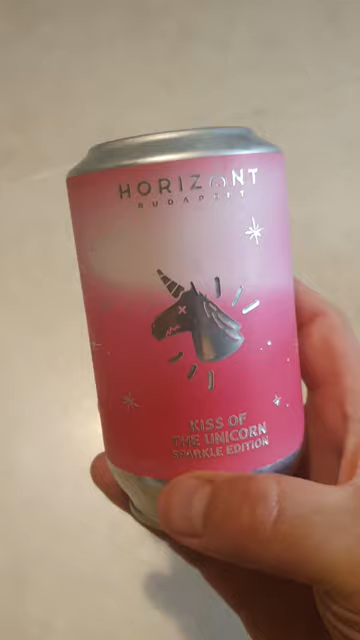 HORIZONT
BUDAPEST
KISS OF
THE UNICORN
SPARKLE EDITION